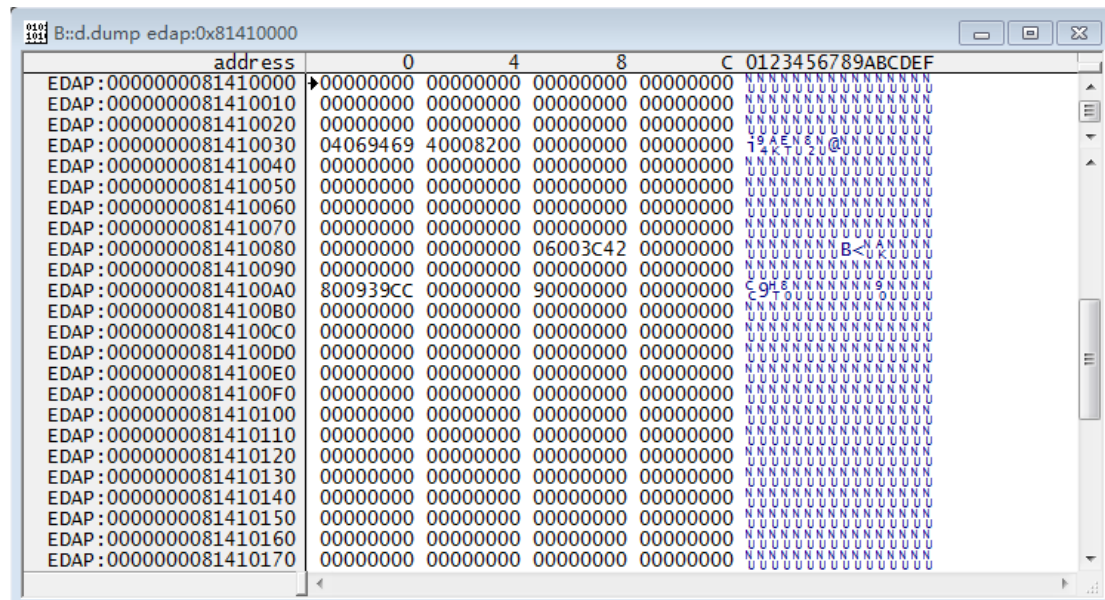 B::d.dump edap:0x81410000
address 0 4 8 C 0123456789ABCDEF
EDAP:0000000081410000 00000000 00000000 00000000 00000000
EDAP:0000000081410010 00000000 00000000 00000000 00000000
EDAP:0000000081410020 00000000 00000000 00000000 00000000
EDAP:0000000081410030 04069469 40008200 00000000 00000000
EDAP:0000000081410040 00000000 00000000 00000000 00000000
EDAP:0000000081410050 00000000 00000000 00000000 00000000
EDAP:0000000081410060 00000000 00000000 00000000 00000000
EDAP:0000000081410070 00000000 00000000 00000000 00000000
EDAP:0000000081410080 00000000 00000000 06003C42 00000000
EDAP:0000000081410090 00000000 00000000 00000000 00000000
EDAP:00000000814100A0 800939CC 00000000 90000000 00000000
EDAP:00000000814100B0 00000000 00000000 00000000 00000000
EDAP:00000000814100C0 00000000 00000000 00000000 00000000
EDAP:00000000814100D0 00000000 00000000 00000000 00000000
EDAP:00000000814100E0 00000000 00000000 00000000 00000000
EDAP:00000000814100F0 00000000 00000000 00000000 00000000
EDAP:0000000081410100 00000000 00000000 00000000 00000000
EDAP:0000000081410110 00000000 00000000 00000000 00000000
EDAP:0000000081410120 00000000 00000000 00000000 00000000
EDAP:0000000081410130 00000000 00000000 00000000 00000000
EDAP:0000000081410140 00000000 00000000 00000000 00000000
EDAP:0000000081410150 00000000 00000000 00000000 00000000
EDAP:0000000081410160 00000000 00000000 00000000 00000000
EDAP:0000000081410170 00000000 00000000 00000000 00000000